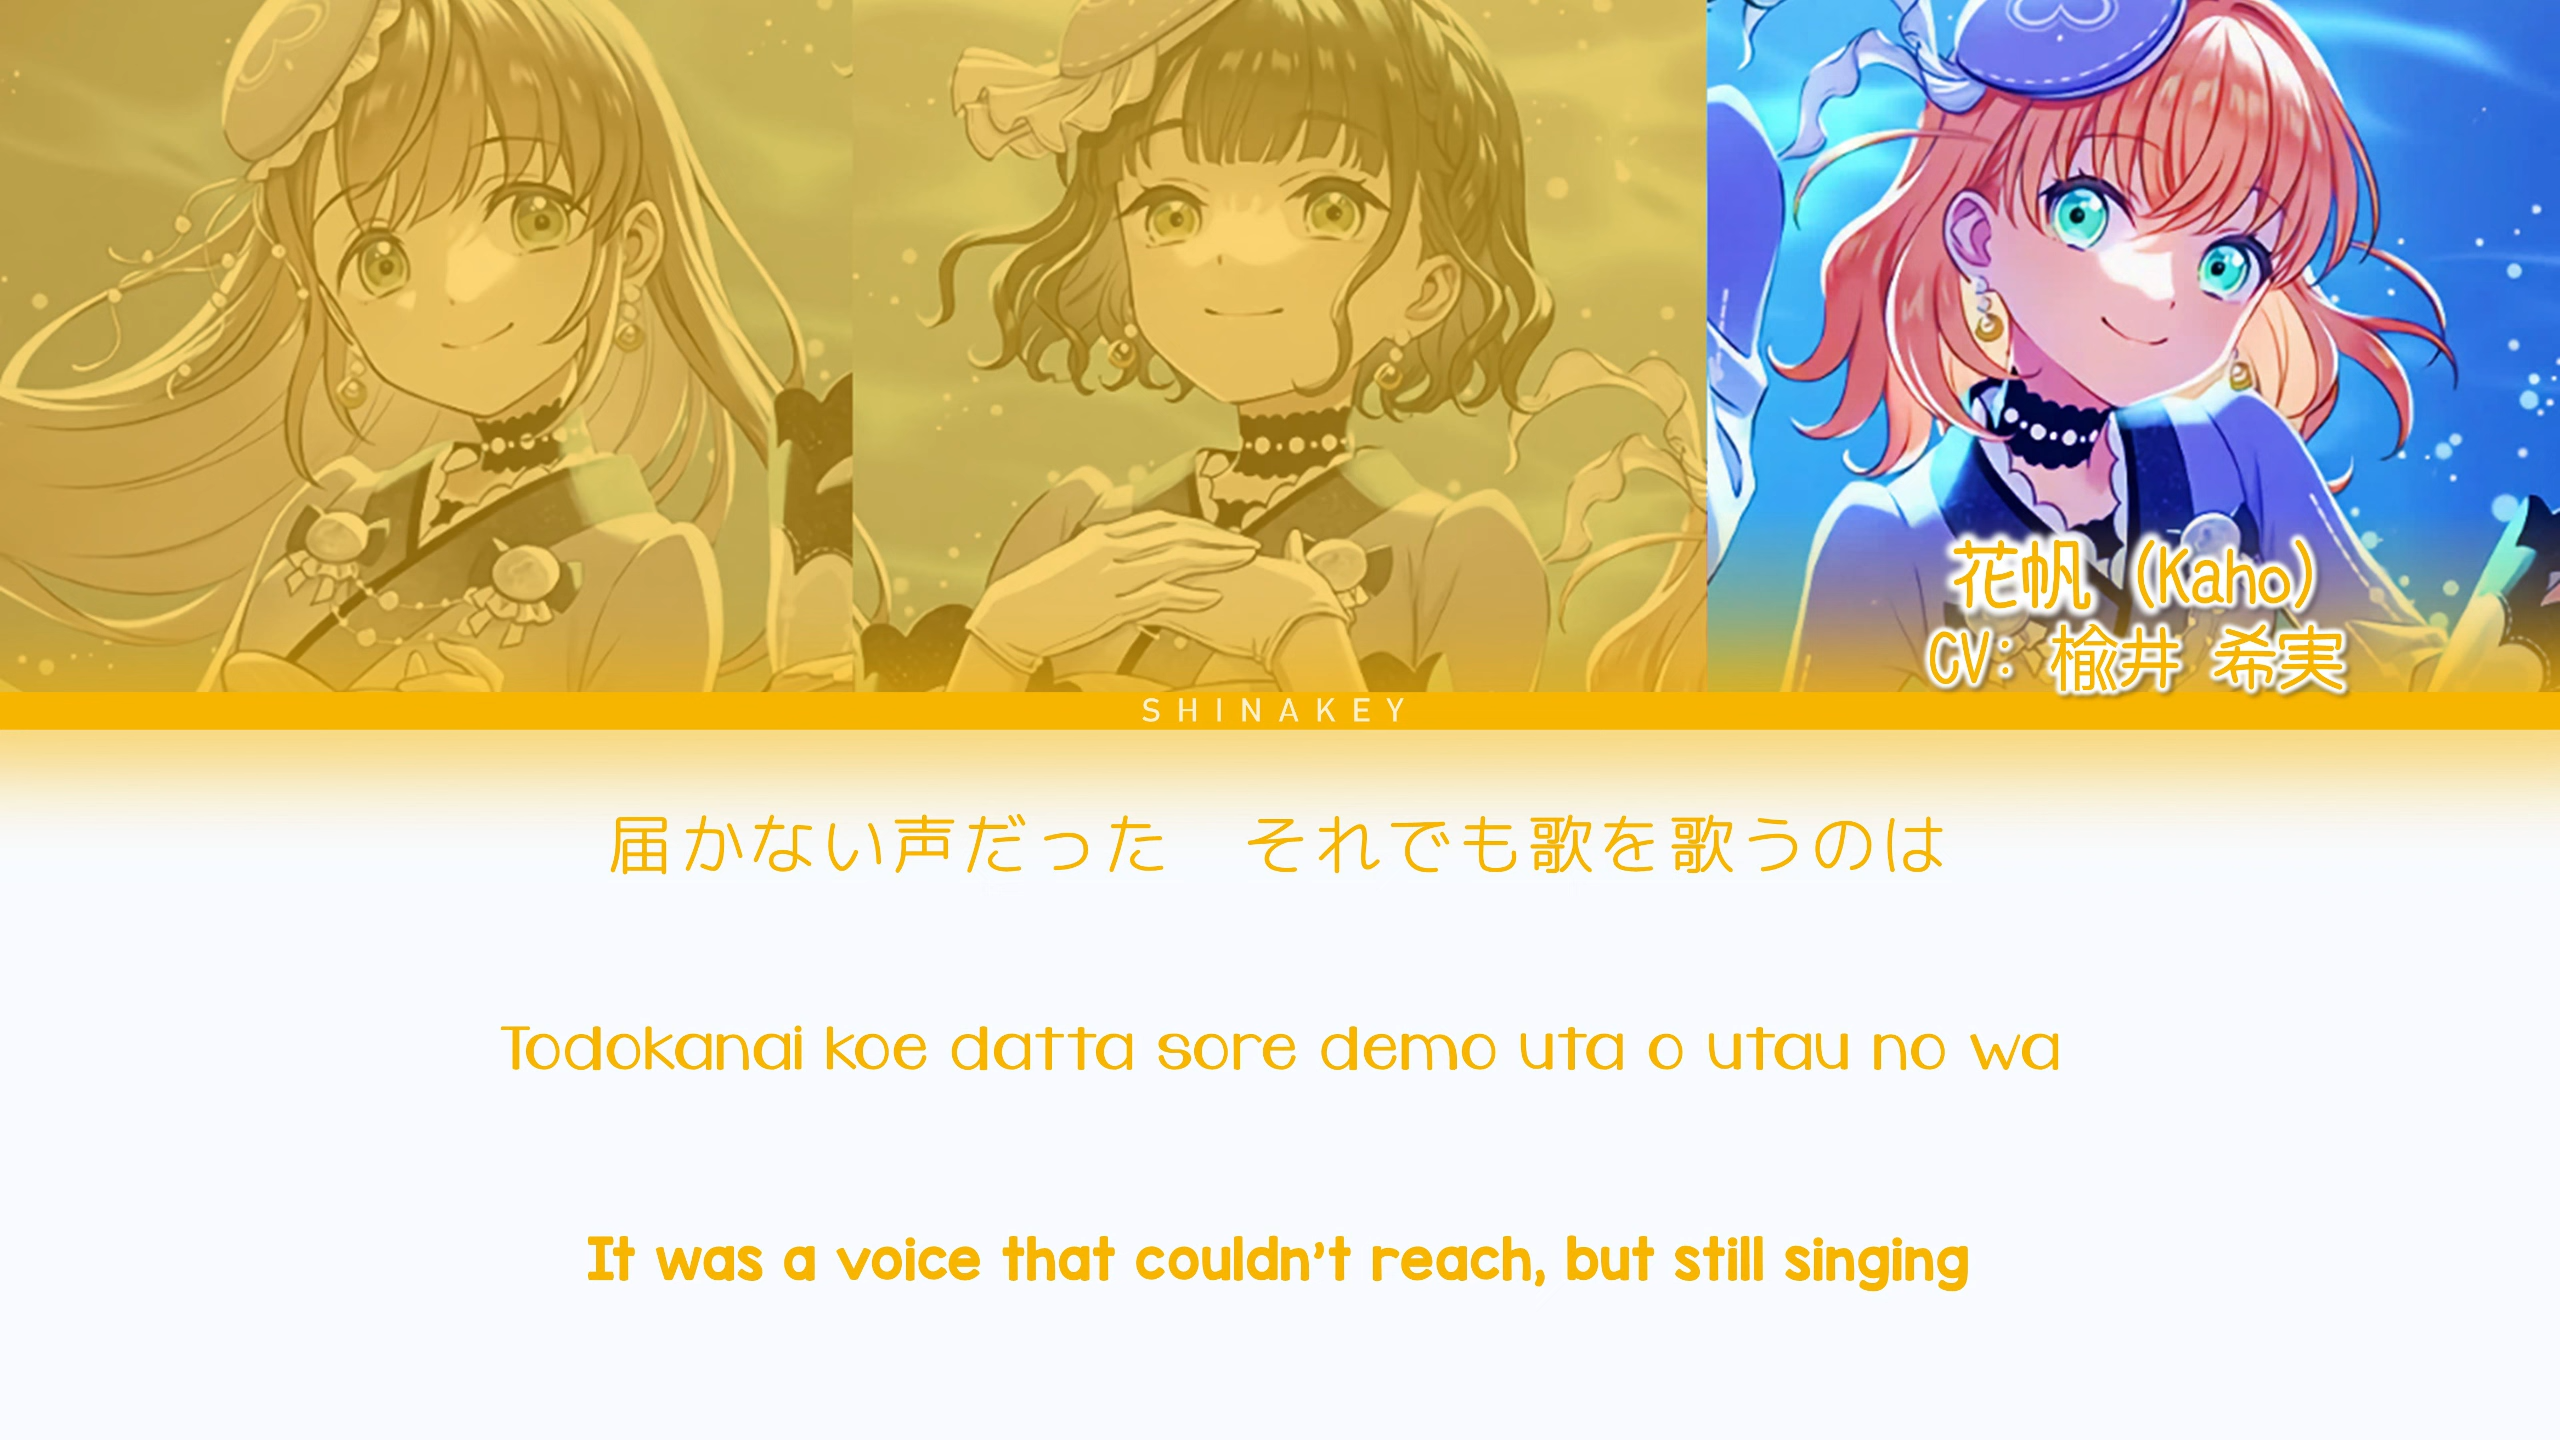 花帆 (Kaho)
CV: 楡井 希実
SHINAKEY
届かない声だった　それでも歌を歌うのは
Todokanai koe datta sore demo uta o utau no wa
It was a voice that couldn't reach, but still singing